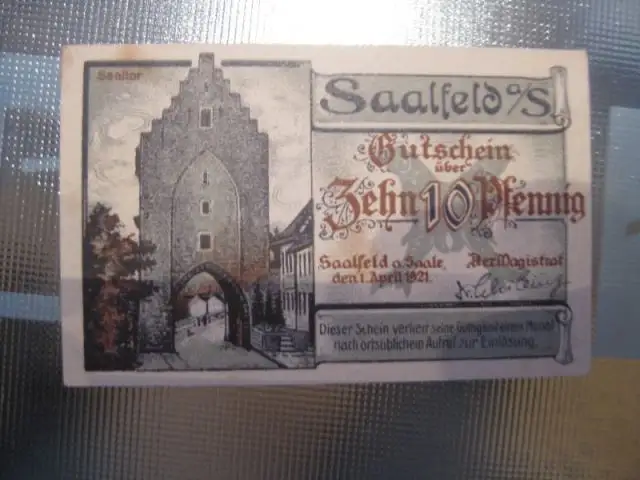 Saaltor
Saalfeld a/S.
Gutschein
über
Zehn 10 Pfennig
Saalfeld a. Saale, Der Magistrat
den 1. April 1921.
Dieser Schein verliert seine Gültigkeit einen Monat
nach ortsüblichem Aufruf zur Einlösung.